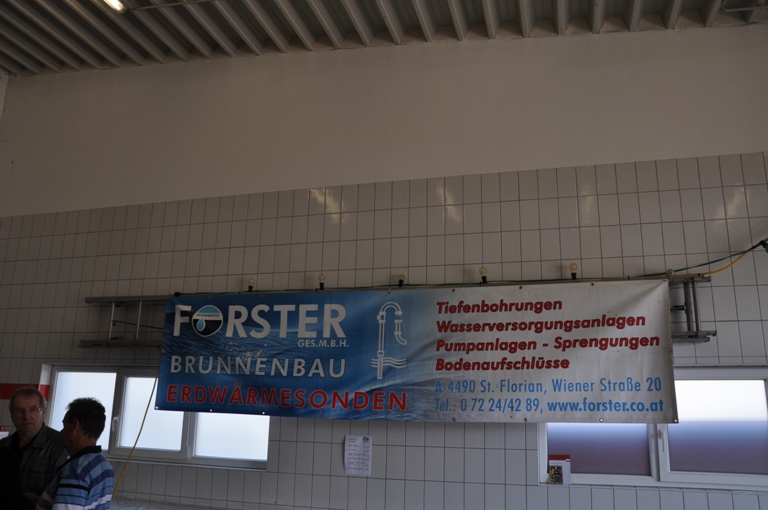 FORSTER
GES.M.B.H.
BRUNNENBAU
ERDWÄRMESONDEN
Tiefenbohrungen
Wasserversorgungsanlagen
Pumpanlagen - Sprengungen
Bodenaufschlüsse
A-4490 St. Florian, Wiener Straße 20
Tel.: 0 72 24/42 89, www.forster.co.at